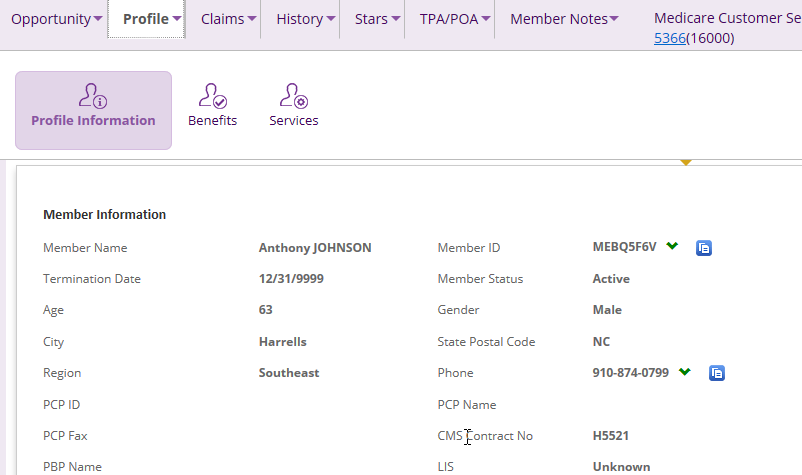 Opportunity Profile Claims History Stars TPA/POA Member Notes Medicare Customer Se
5366(16000)
Profile Information Benefits Services
Member Information
Member Name Anthony JOHNSON Member ID MEBQ5F6V
Termination Date 12/31/9999 Member Status Active
Age 63 Gender Male
City Harrells State Postal Code NC
Region Southeast Phone 910-874-0799
PCP ID PCP Name
PCP Fax CMS Contract No H5521
PBP Name LIS Unknown